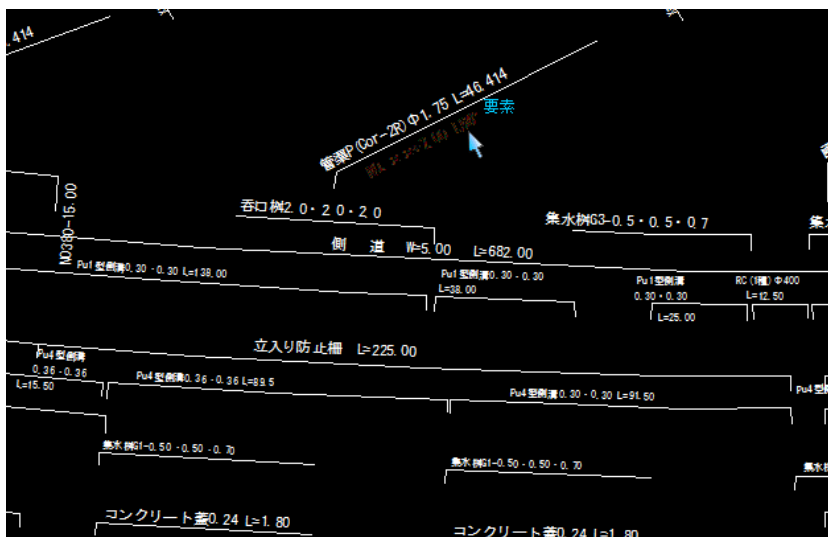 .414
管渠P(Cor-2R)Φ1.75 L=46.414
要素
ND380-15.00
呑口桝2.0・2.0・2.0
集水桝G3-0.5・0.5・0.7
側 道 W=5.00 L=682.00
Pu1型側溝0.30・0.30 L=138.00
Pu1型側溝0.30・0.30
L=38.00
Pu1型側溝
0.30・0.30
L=25.00
RC(1種)Φ400
L=12.50
立入り防止柵 L=225.00
Pu4型側溝
0.36・0.36
L=15.50
Pu4型側溝0.36・0.36 L=89.5
Pu4型側溝0.30・0.30 L=91.50
集水桝G1-0.50・0.50・0.70
集水桝G1-0.50・0.50・0.70
コンクリート蓋0.24 L=1.80
コンクリート蓋0.24 L=1.80